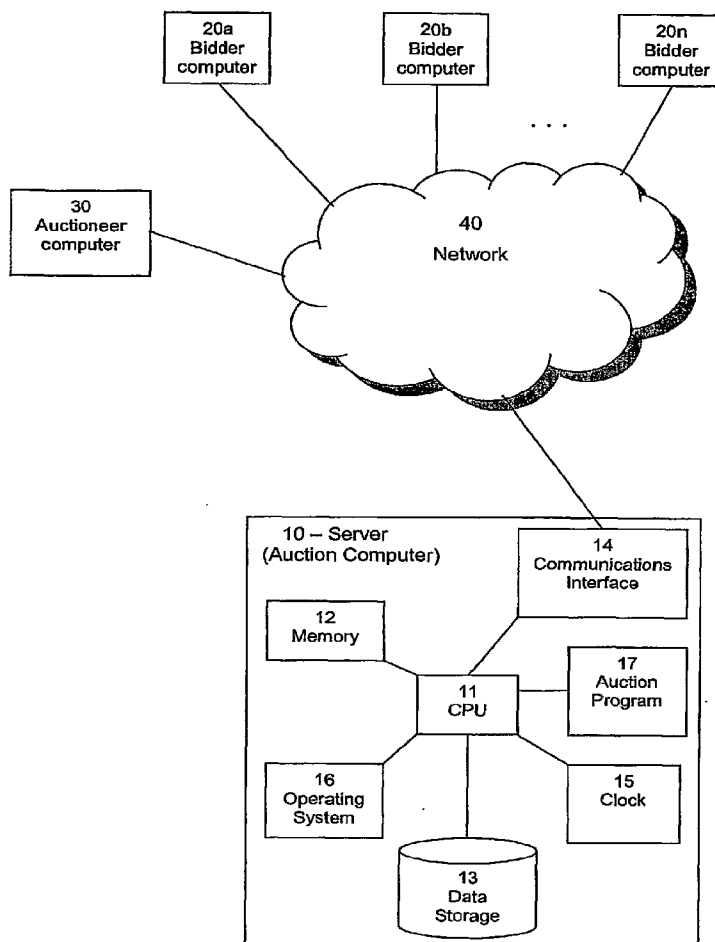 20a
Bidder
computer
20b
Bidder
computer
20n
Bidder
computer
. . .
30
Auctioneer
computer
40
Network
10 – Server
(Auction Computer)
14
Communications
Interface
12
Memory
17
Auction
Program
11
CPU
16
Operating
System
15
Clock
13
Data
Storage